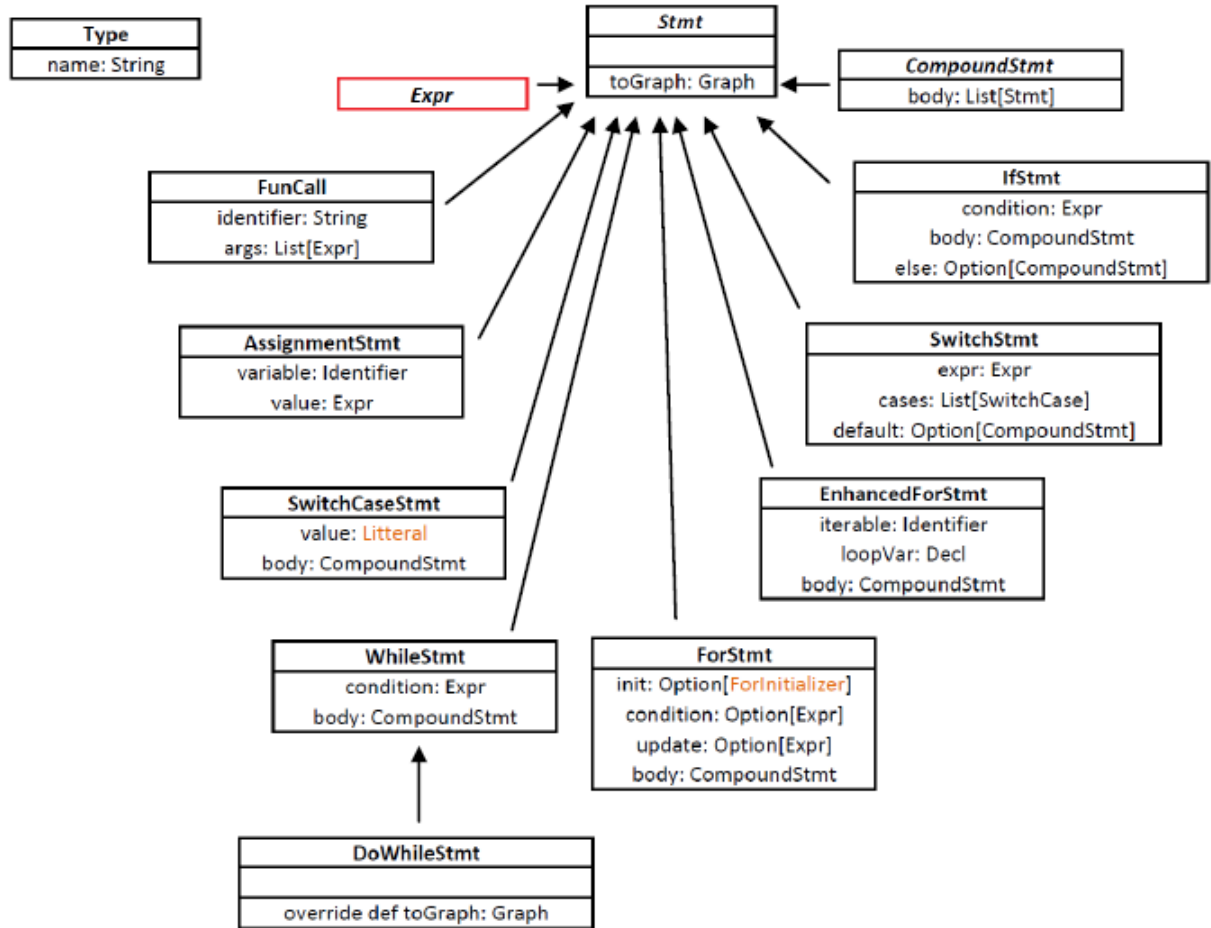 Type
name: String
Stmt
toGraph: Graph
Expr
CompoundStmt
body: List[Stmt]
FunCall
identifier: String
args: List[Expr]
IfStmt
condition: Expr
body: CompoundStmt
else: Option[CompoundStmt]
AssignmentStmt
variable: Identifier
value: Expr
SwitchStmt
expr: Expr
cases: List[SwitchCase]
default: Option[CompoundStmt]
SwitchCaseStmt
value: Litteral
body: CompoundStmt
EnhancedForStmt
iterable: Identifier
loopVar: Decl
body: CompoundStmt
WhileStmt
condition: Expr
body: CompoundStmt
ForStmt
init: Option[ForInitializer]
condition: Option[Expr]
update: Option[Expr]
body: CompoundStmt
DoWhileStmt
override def toGraph: Graph